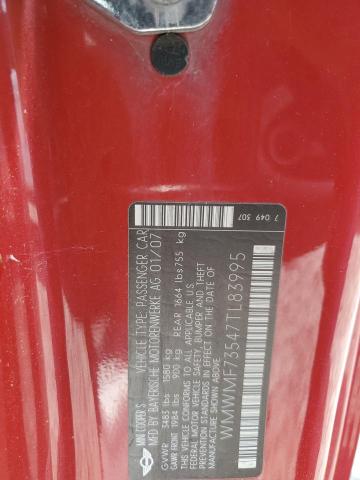 7 049 307
MINI COOPER S VEHICLE TYPE: PASSENGER CAR
MFD BY BAYERISCHE MOTORENWERKE AG 01/07
GVWR 3483 lbs 1580 kg
GAWR FRONT 1984 lbs 900 kg REAR 1664 lbs 755 kg
THIS VEHICLE CONFORMS TO ALL APPLICABLE
FEDERAL MOTOR VEHICLE SAFETY, BUMPER AND THEFT
PREVENTION STANDARDS IN EFFECT ON THE DATE OF
MANUFACTURE SHOWN ABOVE.
WMWMF73547TL83995